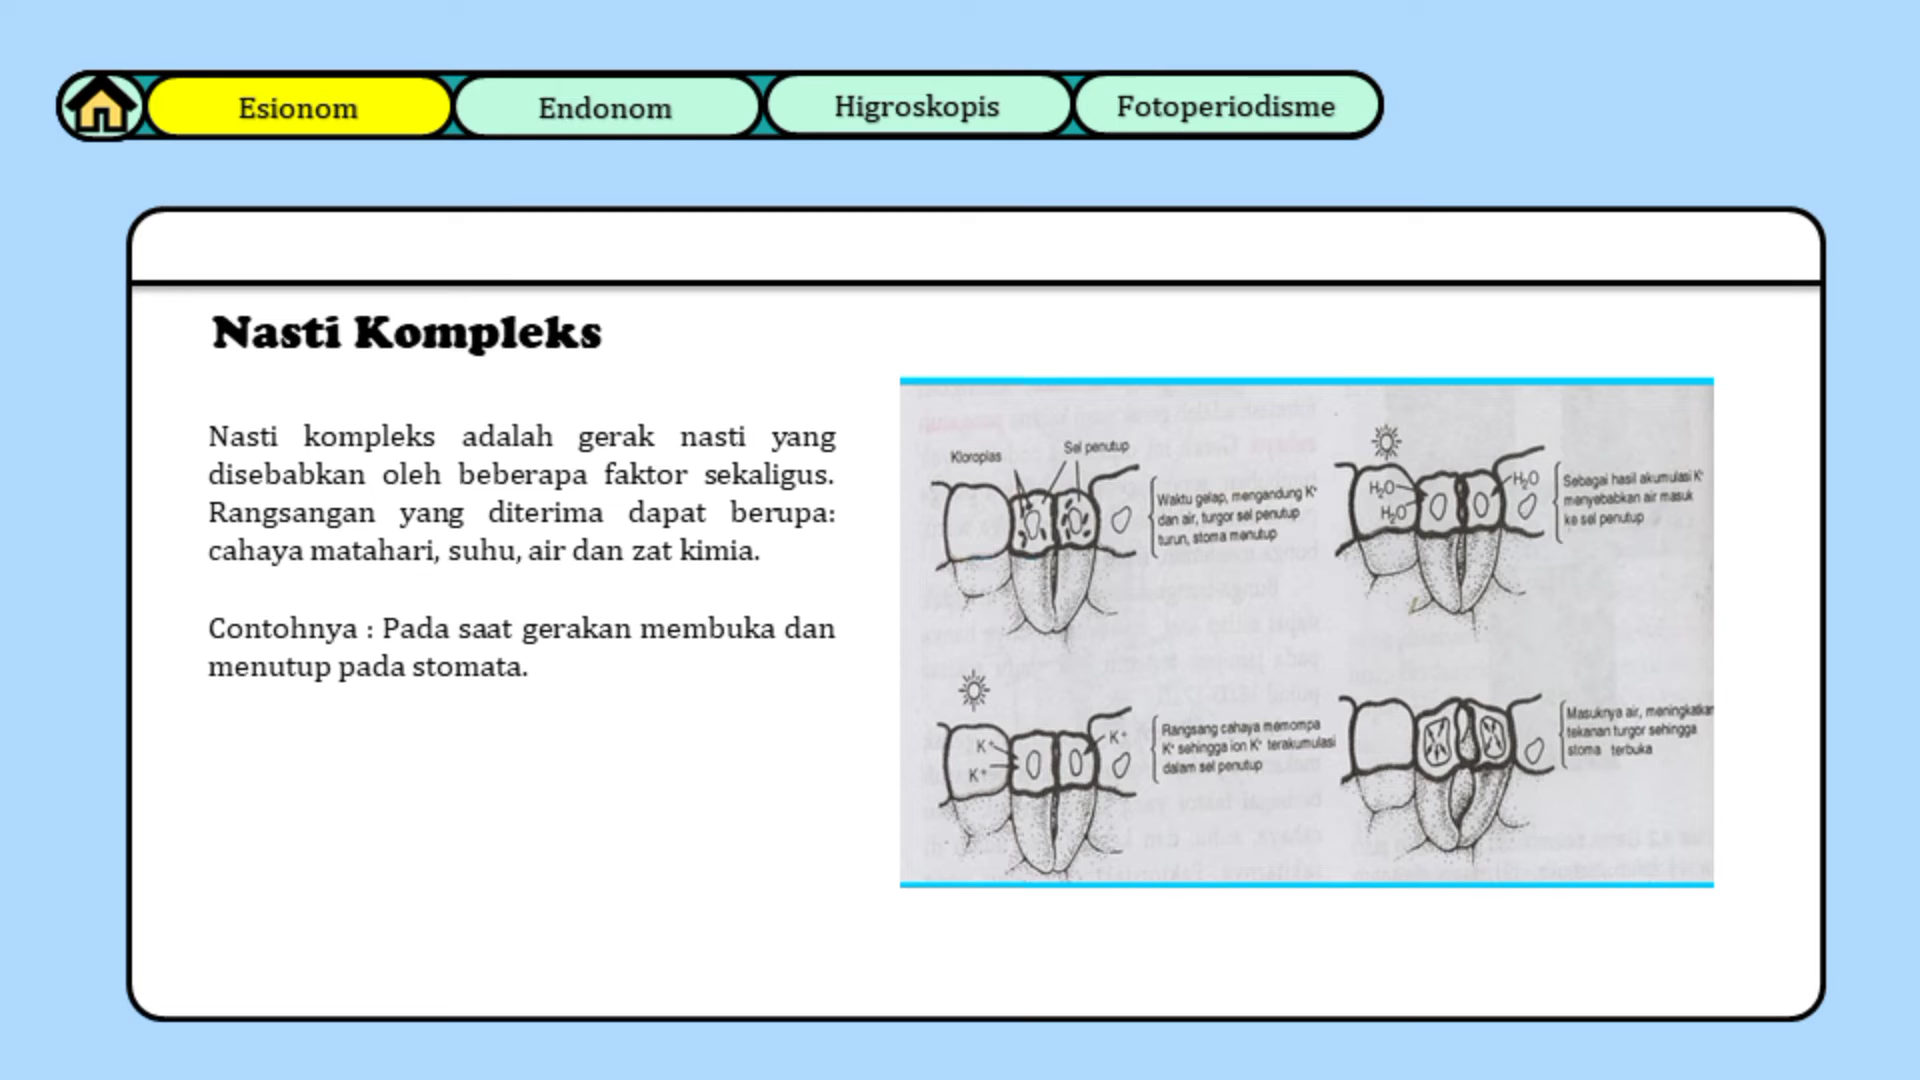 Esionom
Endonom
Higroskopis
Fotoperiodisme
Nasti Kompleks
Nasti kompleks adalah gerak nasti yang
disebabkan oleh beberapa faktor sekaligus.
Rangsangan yang diterima dapat berupa:
cahaya matahari, suhu, air dan zat kimia.
Contohnya : Pada saat gerakan membuka dan
menutup pada stomata.
Kloroplas
Sel penutup
Waktu gelap, mengandung K⁺
dan air, turgor sel penutup
turun, stoma menutup
H₂O
H₂O
H₂O
Sebagai hasil akumulasi K⁺
menyebabkan air masuk
ke sel penutup
K⁺
K⁺
K⁺
Rangsang cahaya memompa
K⁺ sehingga ion K⁺ terakumulasi
dalam sel penutup
Masuknya air, meningkatkan
tekanan turgor sehingga
stoma terbuka